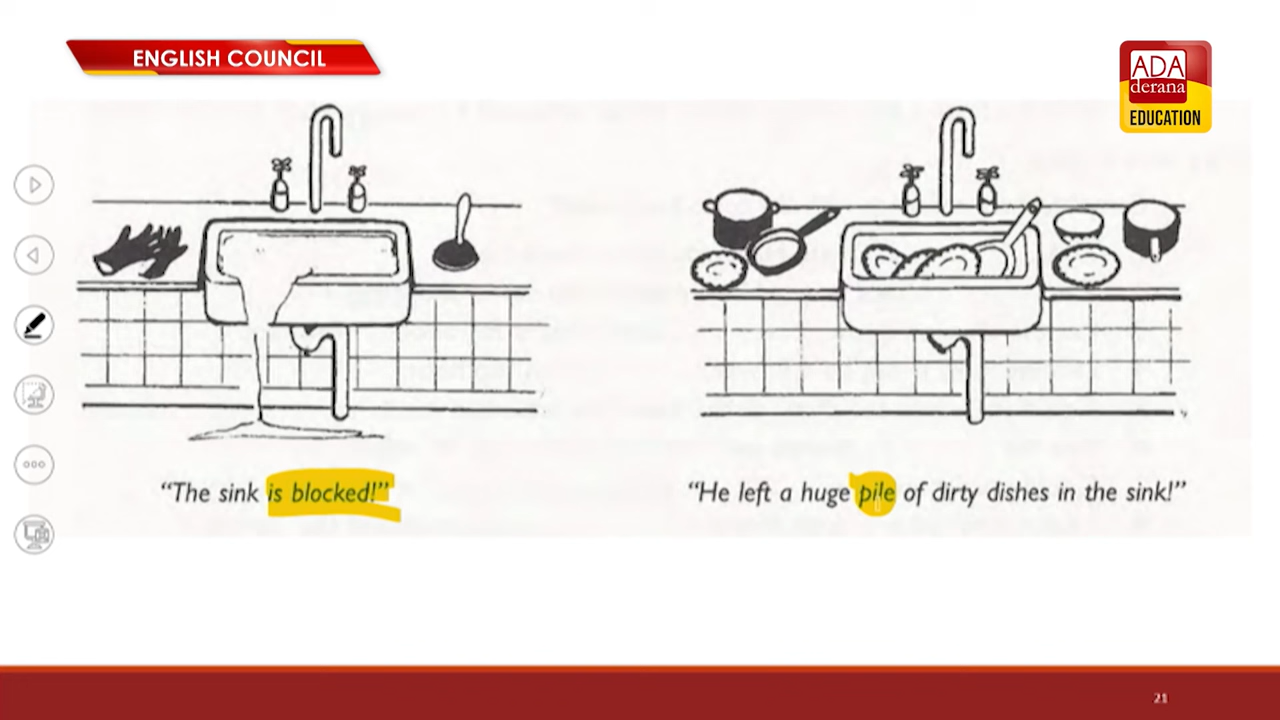 ENGLISH COUNCIL
ADA
derana
EDUCATION
“The sink is blocked!”
“He left a huge pile of dirty dishes in the sink!”
21